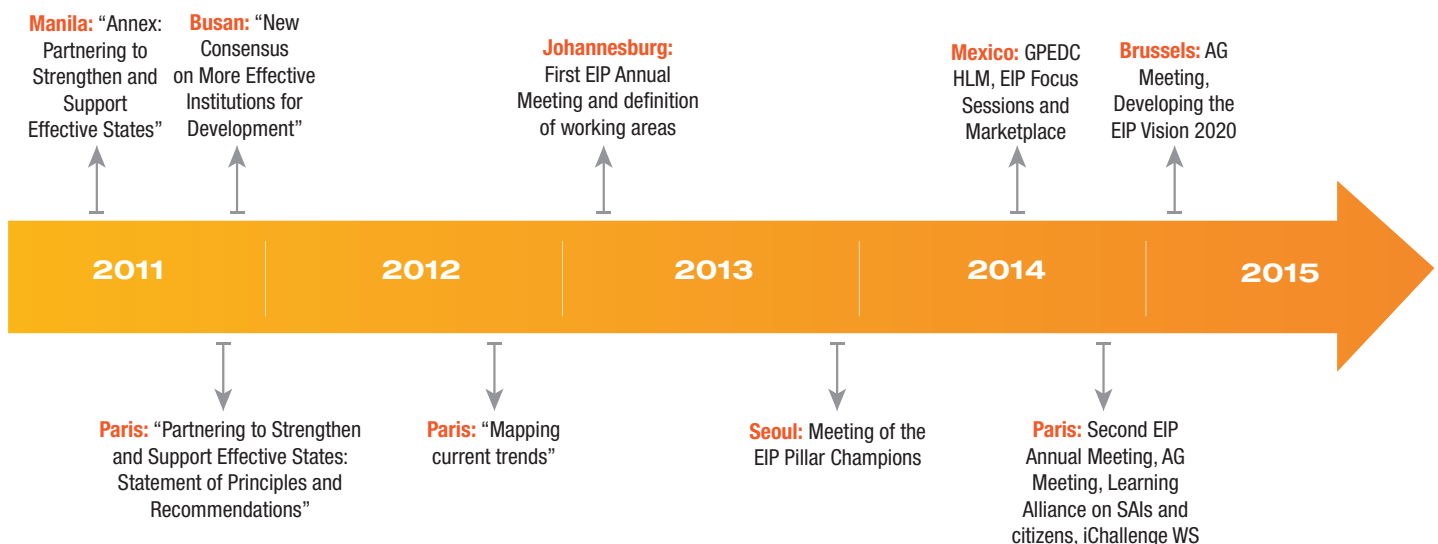 Manila: “Annex:
Partnering to
Strengthen and
Support
Effective States”
Busan: “New
Consensus
on More Effective
Institutions for
Development”
Johannesburg:
First EIP Annual
Meeting and definition
of working areas
Mexico: GPEDC
HLM, EIP Focus
Sessions and
Marketplace
Brussels: AG
Meeting,
Developing the
EIP Vision 2020
2011
2012
2013
2014
2015
Paris: “Partnering to Strengthen
and Support Effective States:
Statement of Principles and
Recommendations”
Paris: “Mapping
current trends”
Seoul: Meeting of the
EIP Pillar Champions
Paris: Second EIP
Annual Meeting, AG
Meeting, Learning
Alliance on SAIs and
citizens, iChallenge WS